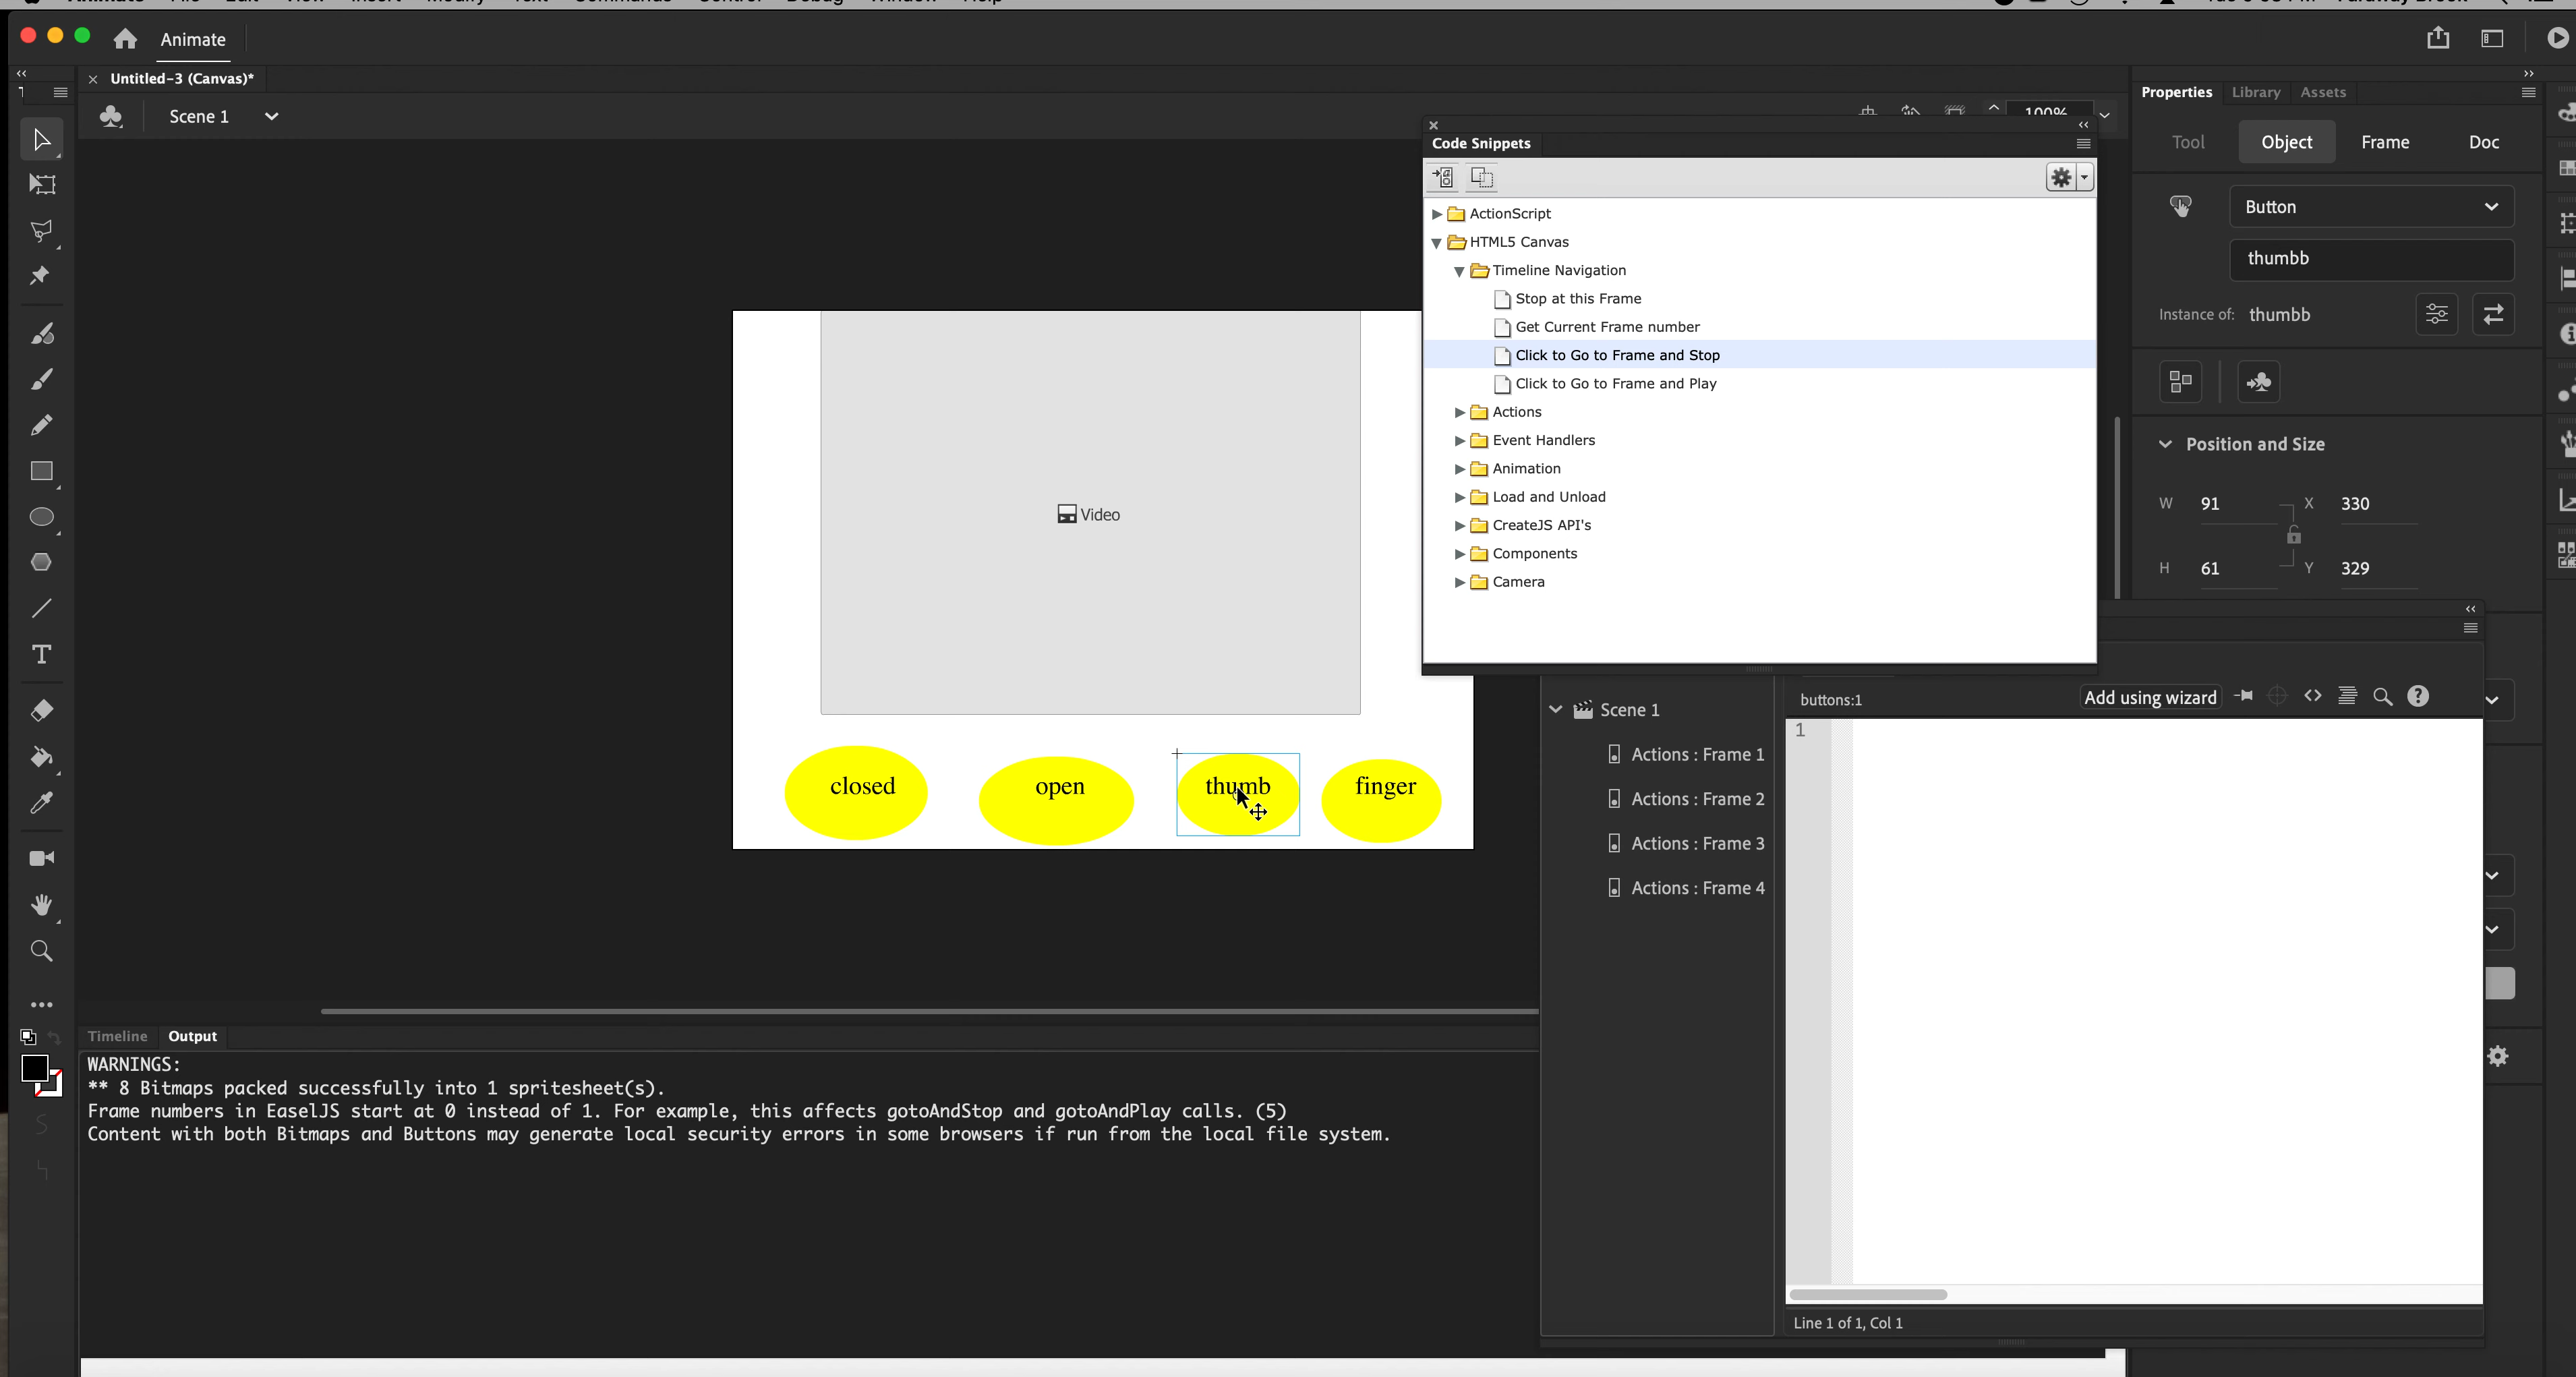 Animate
Untitled-3 (Canvas)*
Scene 1
100%
Code Snippets
ActionScript
HTML5 Canvas
Timeline Navigation
Stop at this Frame
Get Current Frame number
Click to Go to Frame and Stop
Click to Go to Frame and Play
Actions
Event Handlers
Animation
Load and Unload
CreateJS API's
Components
Camera
Properties Library Assets
Tool Object Frame Doc
Button
thumbb
Instance of: thumbb
Position and Size
W 91 X 330
H 61 Y 329
Video
closed open thumb finger
Scene 1
Actions : Frame 1
Actions : Frame 2
Actions : Frame 3
Actions : Frame 4
buttons:1
Add using wizard
1
Line 1 of 1, Col 1
Timeline Output
WARNINGS:
** 8 Bitmaps packed successfully into 1 spritesheet(s).
Frame numbers in EaselJS start at 0 instead of 1. For example, this affects gotoAndStop and gotoAndPlay calls. (5)
Content with both Bitmaps and Buttons may generate local security errors in some browsers if run from the local file system.